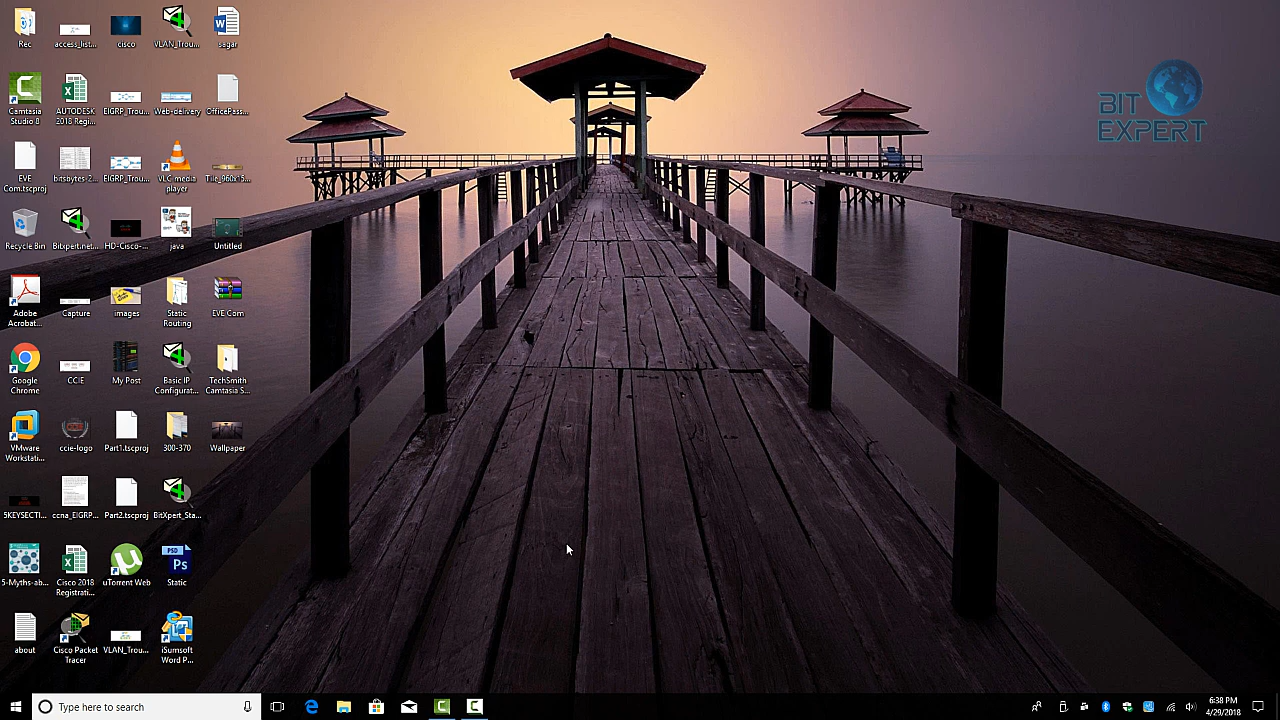 Rec
access_list...
cisco
VLAN_Trou...
sagar
Camtasia
Studio 8
AUTODESK
2018 Regi...
EIGRP_Trou...
Web-delivery
OfficePass...
EVE
Com.tscproj
bitsbytes-2...
EIGRP_Trou...
VLC media
player
Tile_960x15...
Recycle Bin
Bitxpert.net...
HD-Cisco-...
java
Untitled
Adobe
Acrobat...
Capture
images
Static
Routing
EVE Com
Google
Chrome
CCIE
My Post
Basic IP
Configurat...
TechSmith
Camtasia S...
VMware
Workstati...
ccie-logo
Part1.tscproj
300-370
Wallpaper
5KEYSECTI...
ccna_EIGRP...
Part2.tscproj
BitXpert_Sta...
5-Myths-ab...
Cisco 2018
Registrati...
uTorrent Web
PSD
Ps
Static
about
Cisco Packet
Tracer
VLAN_Trou...
iSumsoft
Word P...
BIT
EXPERT
Type here to search
6:38 PM
4/29/2018